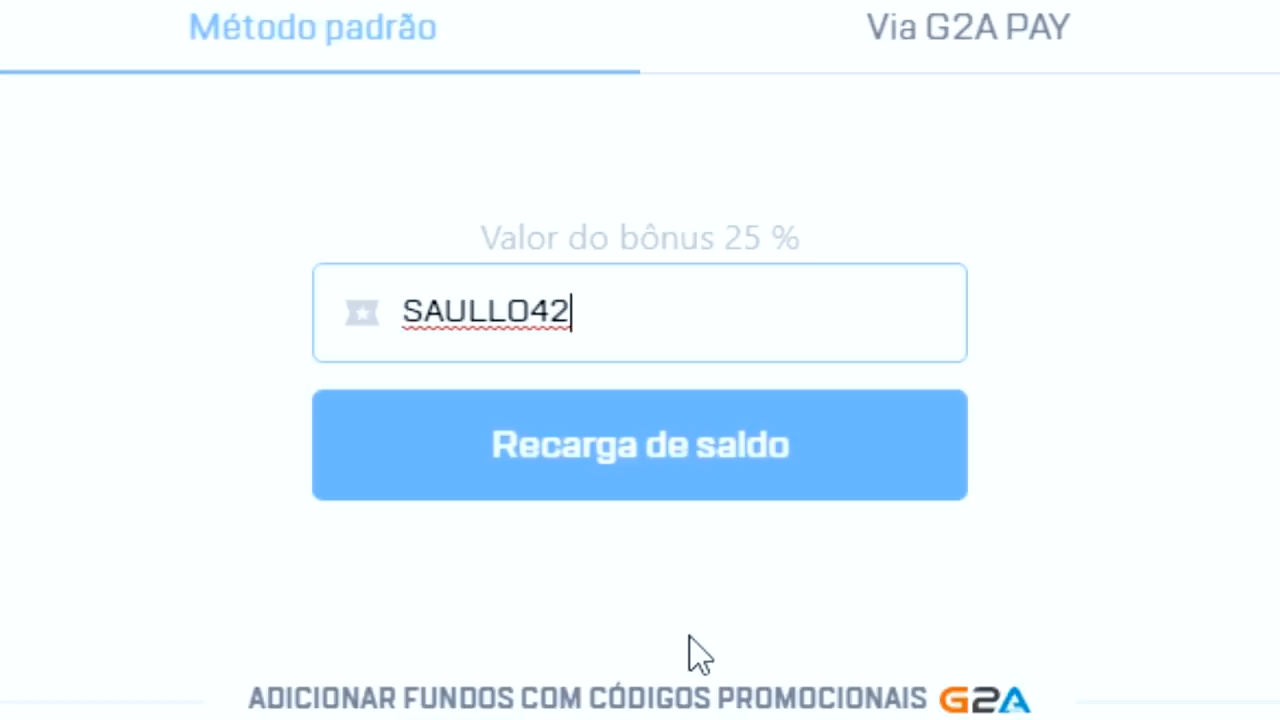 Método padrão
Via G2A PAY
Valor do bônus 25 %
SAULLO42
Recarga de saldo
ADICIONAR FUNDOS COM CÓDIGOS PROMOCIONAIS G2A